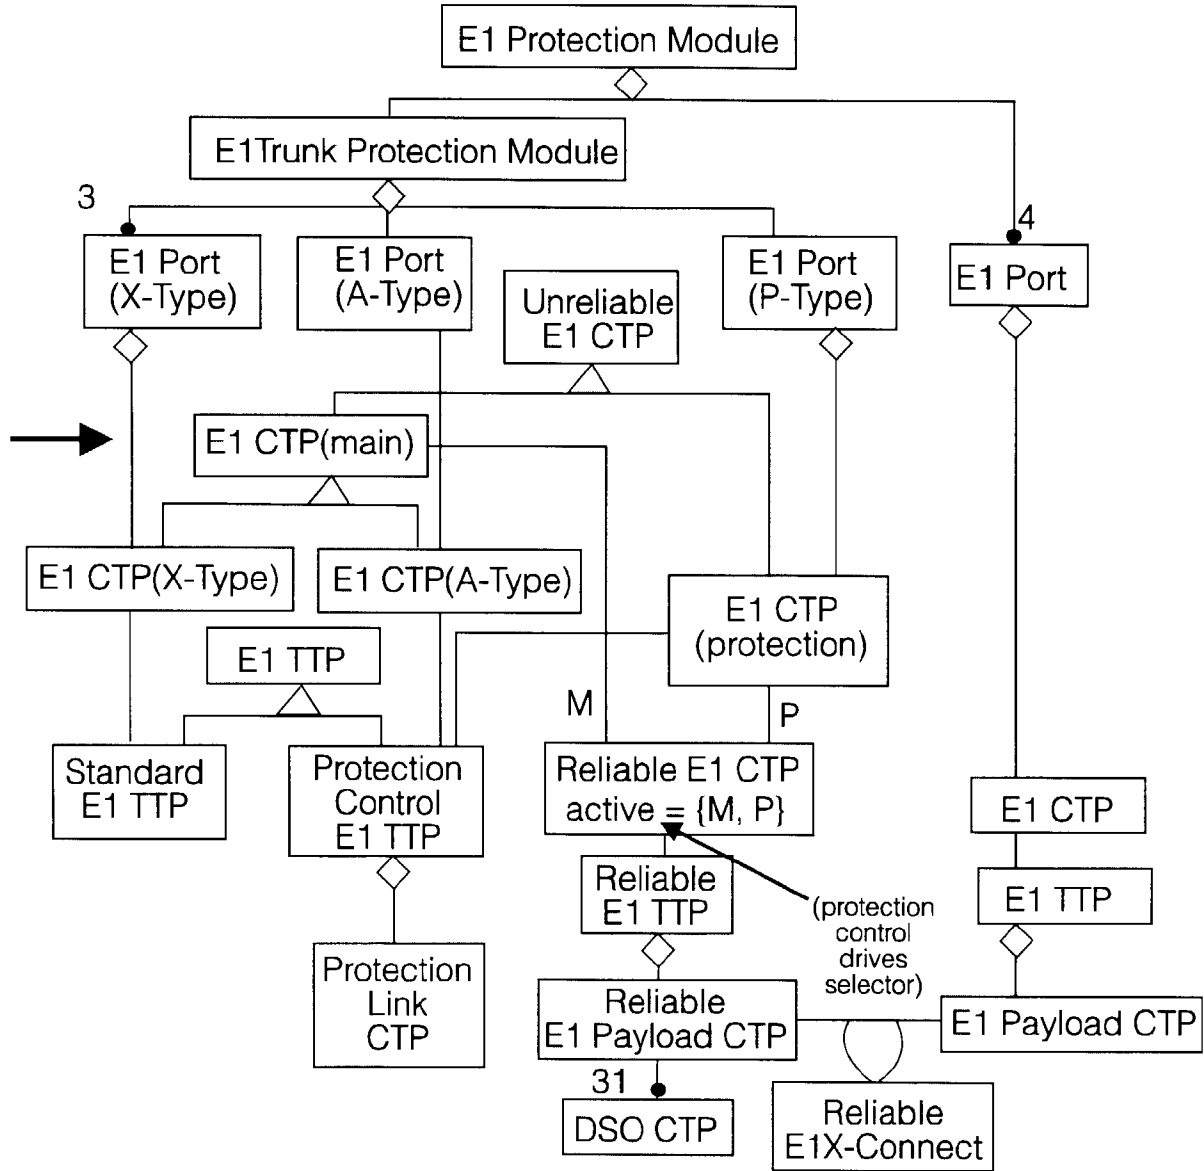 E1 Protection Module
E1Trunk Protection Module
3
4
E1 Port
(X-Type)
E1 Port
(A-Type)
E1 Port
(P-Type)
E1 Port
Unreliable
E1 CTP
E1 CTP(main)
E1 CTP(X-Type)
E1 CTP(A-Type)
E1 CTP
(protection)
E1 TTP
M
P
Standard
E1 TTP
Protection
Control
E1 TTP
Reliable E1 CTP
active = {M, P}
E1 CTP
Reliable
E1 TTP
E1 TTP
(protection
control
drives
selector)
Protection
Link
CTP
Reliable
E1 Payload CTP
E1 Payload CTP
31
DSO CTP
Reliable
E1X-Connect